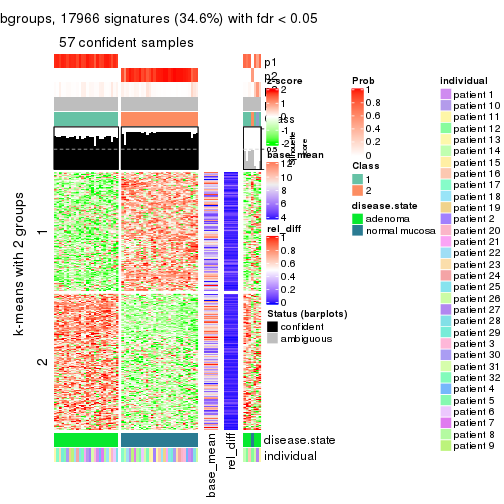 bgroups, 17966 signatures (34.6%) with fdr < 0.05
57 confident samples
p1
p2
z-score
2
1
0
-1
-2
0.5
score
base_mean
12
10
8
6
4
rel_diff
1
0.8
0.6
0.4
0.2
0
Status (barplots)
confident
ambiguous
k-means with 2 groups
1
2
disease.state
individual
base_mean
rel_diff
Prob
1
0.8
0.6
0.4
0.2
0
Class
1
2
disease.state
adenoma
normal mucosa
individual
patient 1
patient 10
patient 11
patient 12
patient 13
patient 14
patient 15
patient 16
patient 17
patient 18
patient 19
patient 2
patient 20
patient 21
patient 22
patient 23
patient 24
patient 25
patient 26
patient 27
patient 28
patient 29
patient 3
patient 30
patient 31
patient 32
patient 4
patient 5
patient 6
patient 7
patient 8
patient 9